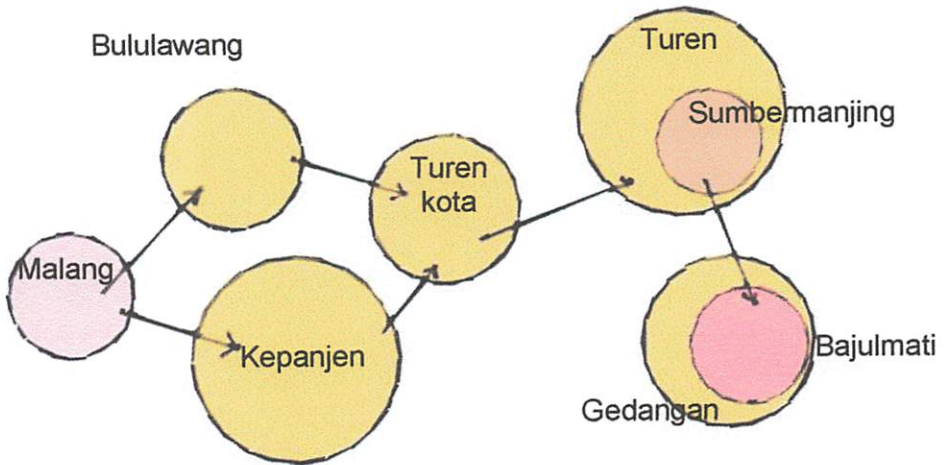 Bululawang
Turen
Sumbermanjing
Turen
kota
Malang
Kepanjen
Bajulmati
Gedangan